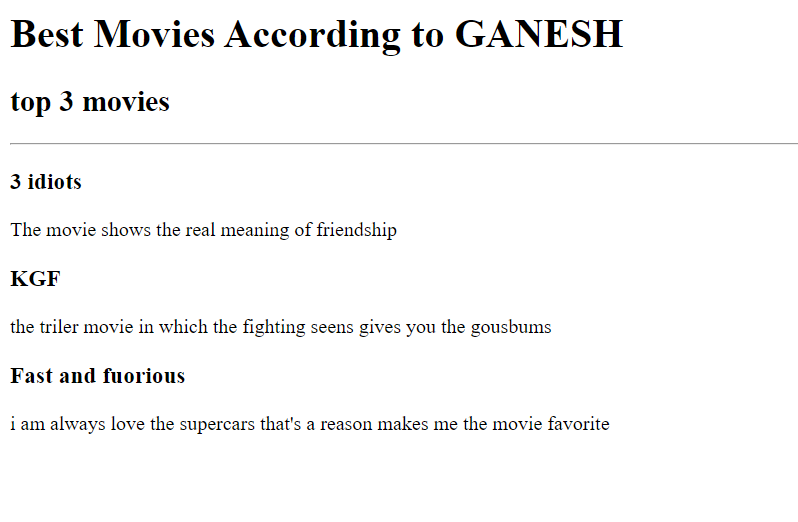 Best Movies According to GANESH
top 3 movies
3 idiots
The movie shows the real meaning of friendship
KGF
the triler movie in which the fighting seens gives you the gousbums
Fast and fuorious
i am always love the supercars that's a reason makes me the movie favorite